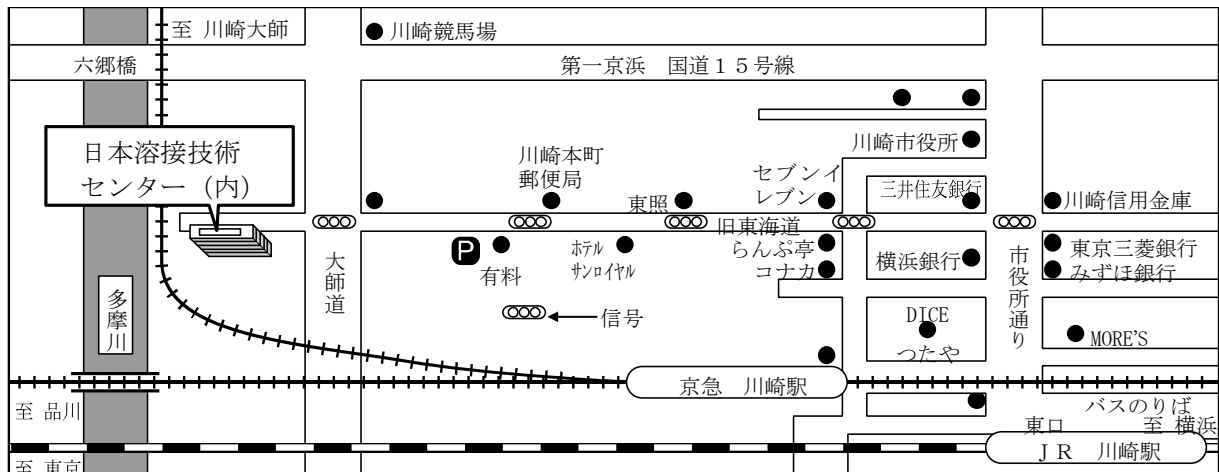 至 川崎大師
川崎競馬場
六郷橋
第一京浜 国道１５号線
日本溶接技術
センター（内）
川崎本町
郵便局
東照
セブンイ
レブン
川崎市役所
三井住友銀行
川崎信用金庫
旧東海道
大師道
P
有料
ホテル
サンロイヤル
らんぷ亭
コナカ
横浜銀行
市役所通り
東京三菱銀行
みずほ銀行
多摩川
信号
DICE
つたや
MORE'S
京急 川崎駅
至 品川
バスのりば
東口
至 横浜
ＪＲ 川崎駅
至 東京